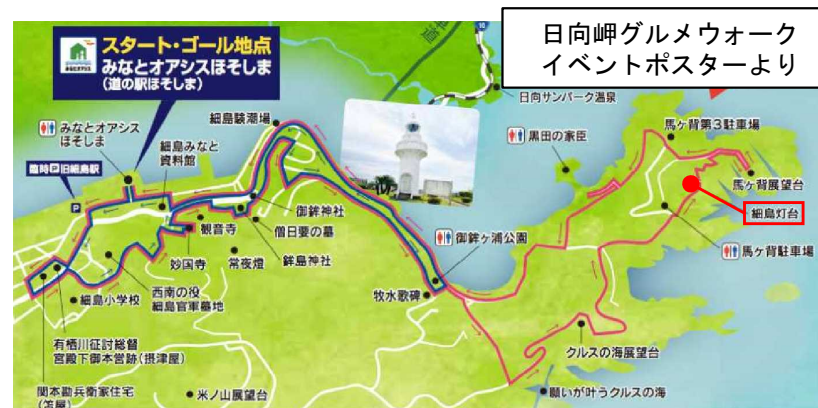 日向岬グルメウォーク
イベントポスターより
スタート・ゴール地点
みなとオアシスほそしま
(道の駅ほそしま)
みなとオアシス
ほそしま
臨時P旧細島駅
P
細島みなと
資料館
細島験潮場
10
日向サンパーク温泉
黒田の家臣
馬ヶ背第3駐車場
馬ヶ背展望台
細島灯台
馬ヶ背駐車場
御鉾神社
観音寺
僧日要の墓
御鉾ヶ浦公園
妙国寺
常夜燈
鉾島神社
牧水歌碑
細島小学校
西南の役
細島官軍墓地
有栖川征討総督
宮殿下御本営跡(摂津屋)
クルスの海展望台
関本勘兵衛家住宅
(笘屋)
米ノ山展望台
願いが叶うクルスの海